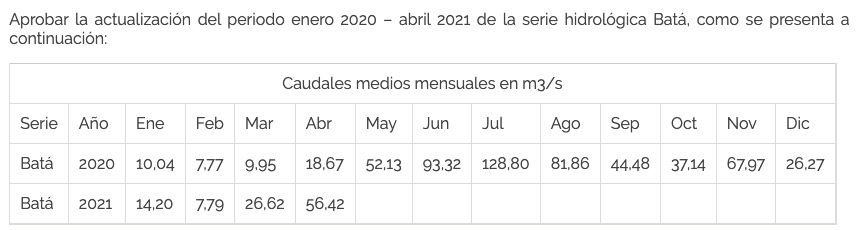 Aprobar la actualización del periodo enero 2020 – abril 2021 de la serie hidrológica Batá, como se presenta a
continuación:
Caudales medios mensuales en m3/s
Serie Año Ene Feb Mar Abr May Jun Jul Ago Sep Oct Nov Dic
Batá 2020 10,04 7,77 9,95 18,67 52,13 93,32 128,80 81,86 44,48 37,14 67,97 26,27
Batá 2021 14,20 7,79 26,62 56,42